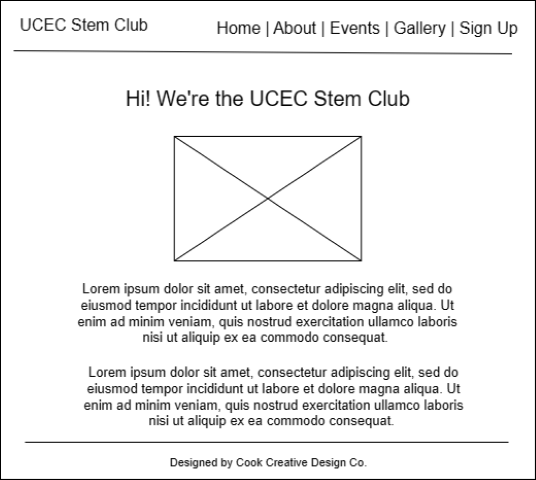 UCEC Stem Club
Home | About | Events | Gallery | Sign Up
Hi! We're the UCEC Stem Club
Lorem ipsum dolor sit amet, consectetur adipiscing elit, sed do
eiusmod tempor incididunt ut labore et dolore magna aliqua. Ut
enim ad minim veniam, quis nostrud exercitation ullamco laboris
nisi ut aliquip ex ea commodo consequat.
Lorem ipsum dolor sit amet, consectetur adipiscing elit, sed do
eiusmod tempor incididunt ut labore et dolore magna aliqua. Ut
enim ad minim veniam, quis nostrud exercitation ullamco laboris
nisi ut aliquip ex ea commodo consequat.
Designed by Cook Creative Design Co.